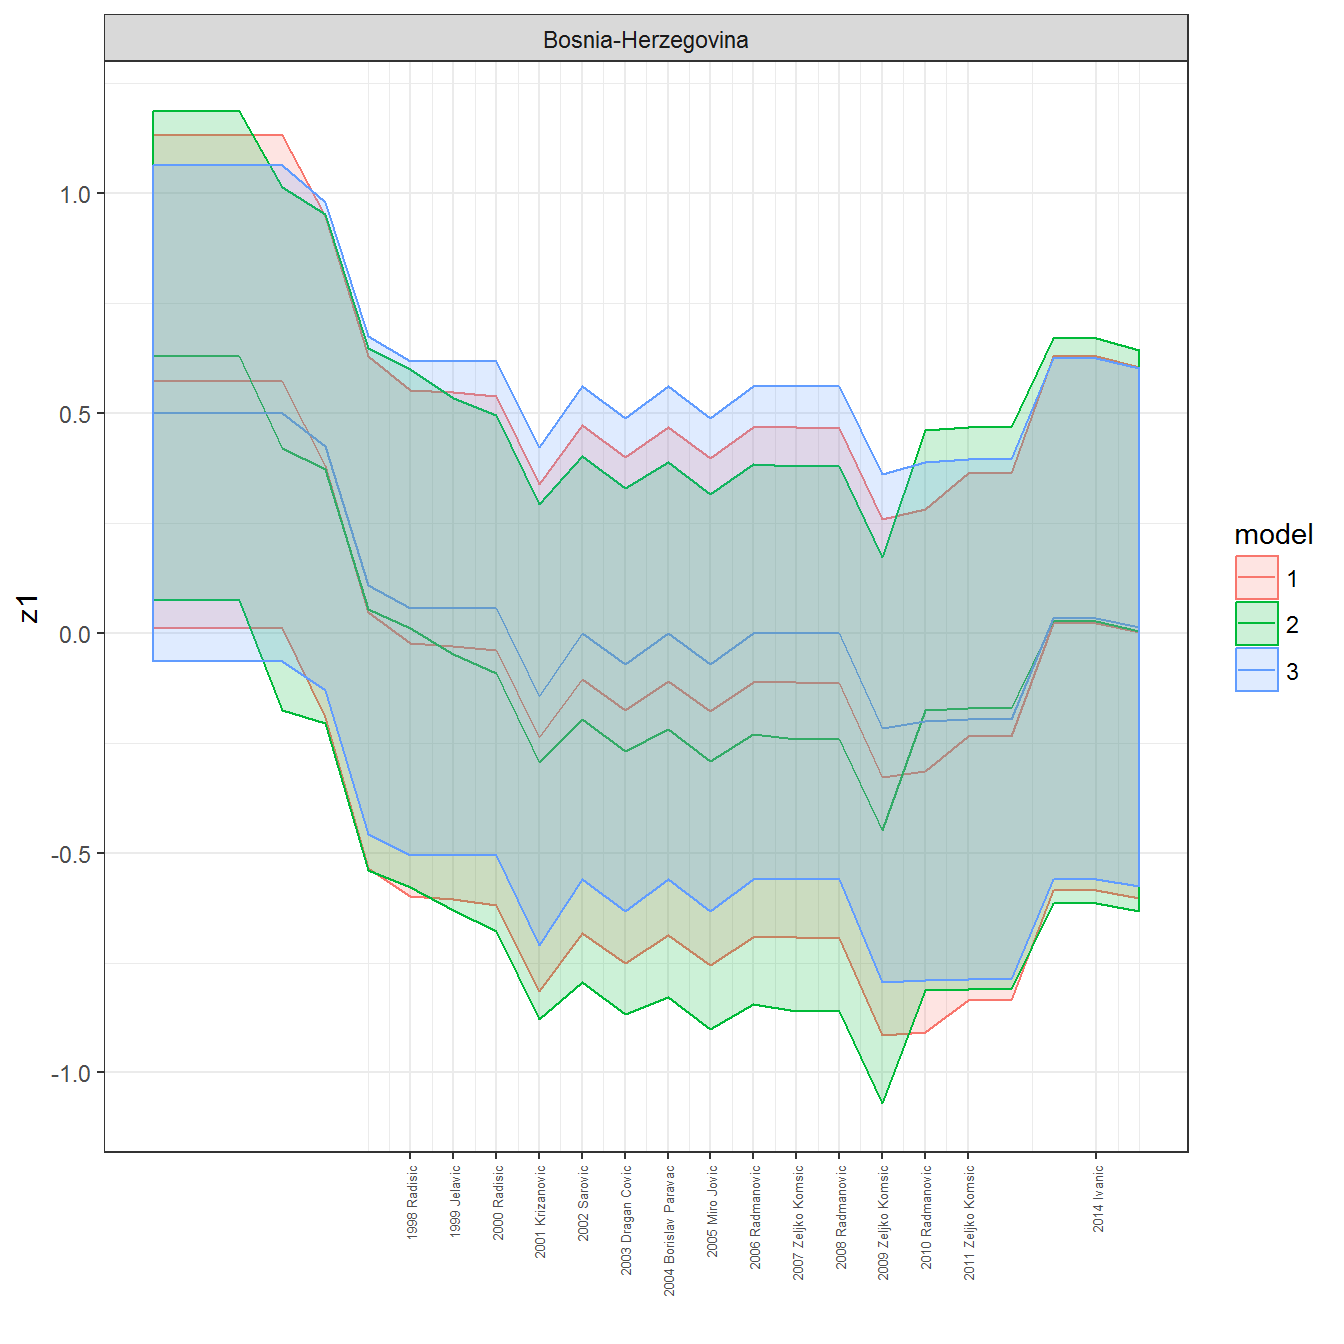 Bosnia-Herzegovina
z1
1.0
0.5
0.0
-0.5
-1.0
1998 Radisic
1999 Jelavic
2000 Radisic
2001 Krizanovic
2002 Sarovic
2003 Dragan Covic
2004 Borislav Paravac
2005 Miro Jovic
2006 Radmanovic
2007 Zeljko Komsic
2008 Radmanovic
2009 Zeljko Komsic
2010 Radmanovic
2011 Zeljko Komsic
2014 Ivanic
model
1
2
3